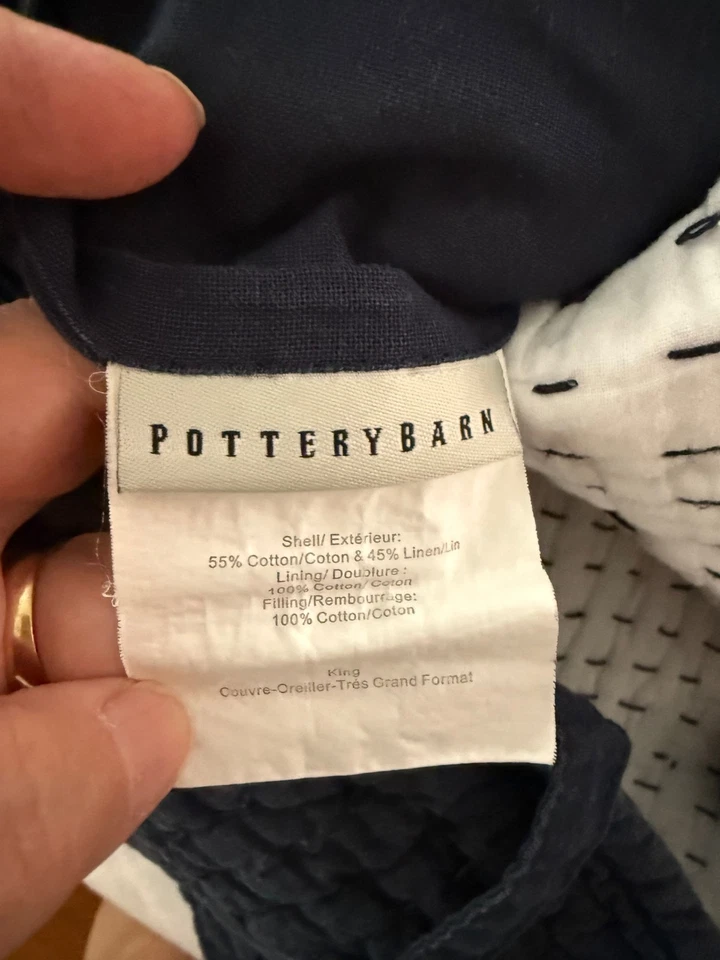 POTTERYBARN
Shell/ Extérieur:
55% Cotton/Coton & 45% Linen/Lin
Lining/ Doublure :
100% Cotton/ Coton
Filling/Rembourrage:
100% Cotton/Coton
King
Couvre-Oreiller-Trés Grand Format